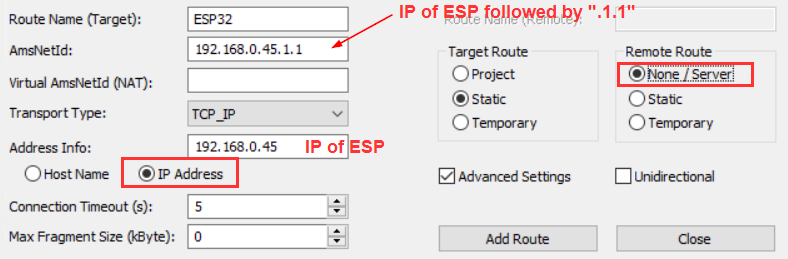 IP of ESP followed by ".1.1"
Route Name (Target): ESP32
Route Name (Remote):
AmsNetId: 192.168.0.45.1.1
Virtual AmsNetId (NAT):
Transport Type: TCP_IP
Address Info: 192.168.0.45 IP of ESP
Host Name IP Address
Connection Timeout (s): 5
Max Fragment Size (kByte): 0
Target Route
Project
Static
Temporary
Remote Route
None / Server
Static
Temporary
Advanced Settings Unidirectional
Add Route Close